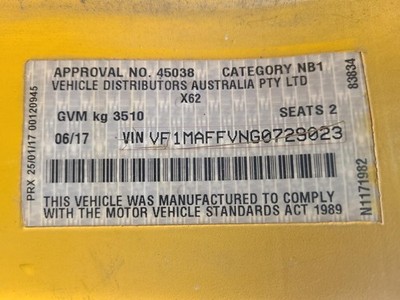 APPROVAL NO. 45038 CATEGORY NB1
VEHICLE DISTRIBUTORS AUSTRALIA PTY LTD
X62
GVM kg 3510 SEATS 2
06/17 VIN VF1MAFFVNG0729023
THIS VEHICLE WAS MANUFACTURED TO COMPLY
WITH THE MOTOR VEHICLE STANDARDS ACT 1989
PRX 25/01/17 00120945
83834
N1171982